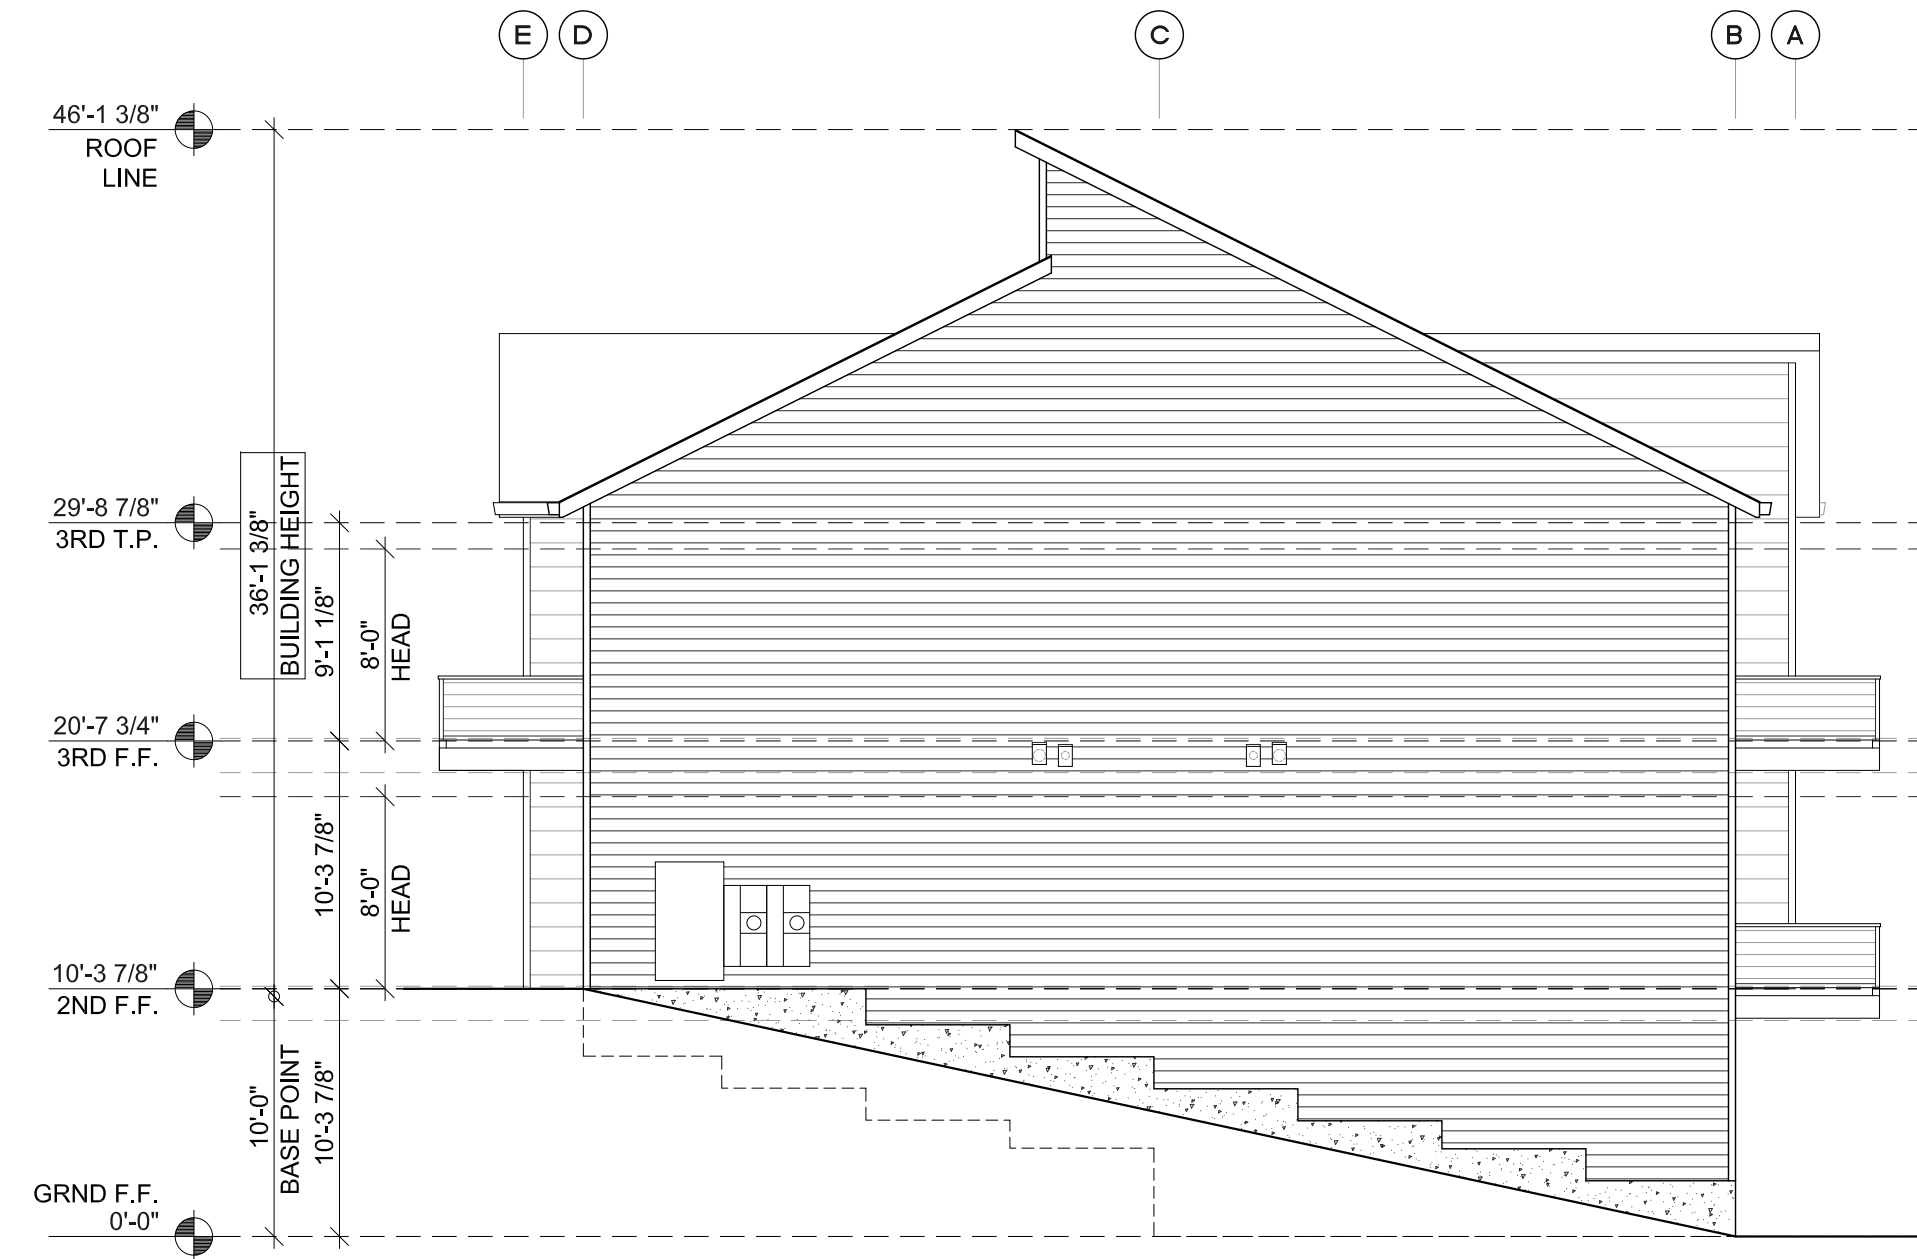 E D C B A
46'-1 3/8"
ROOF
LINE
29'-8 7/8"
3RD T.P.
36'-1 3/8"
BUILDING HEIGHT
9'-1 1/8"
8'-0"
HEAD
20'-7 3/4"
3RD F.F.
10'-3 7/8"
8'-0"
HEAD
10'-3 7/8"
2ND F.F.
10'-0"
BASE POINT
10'-3 7/8"
GRND F.F.
0'-0"